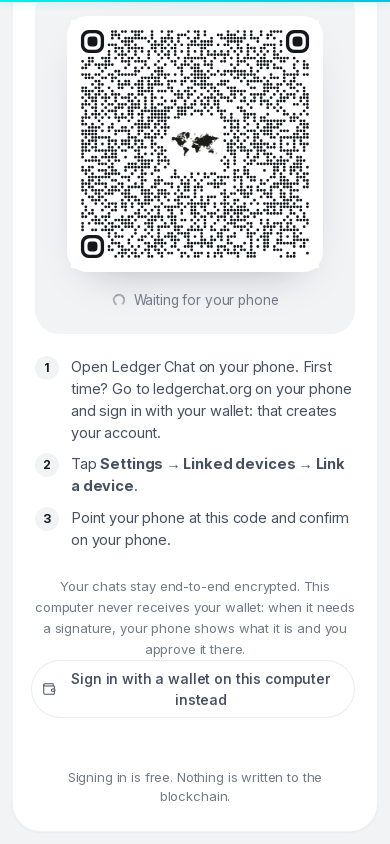 Waiting for your phone
1 Open Ledger Chat on your phone. First
time? Go to ledgerchat.org on your phone
and sign in with your wallet: that creates
your account.
2 Tap Settings → Linked devices → Link
a device.
3 Point your phone at this code and confirm
on your phone.
Your chats stay end-to-end encrypted. This
computer never receives your wallet: when it needs
a signature, your phone shows what it is and you
approve it there.
Sign in with a wallet on this computer
instead
Signing in is free. Nothing is written to the
blockchain.